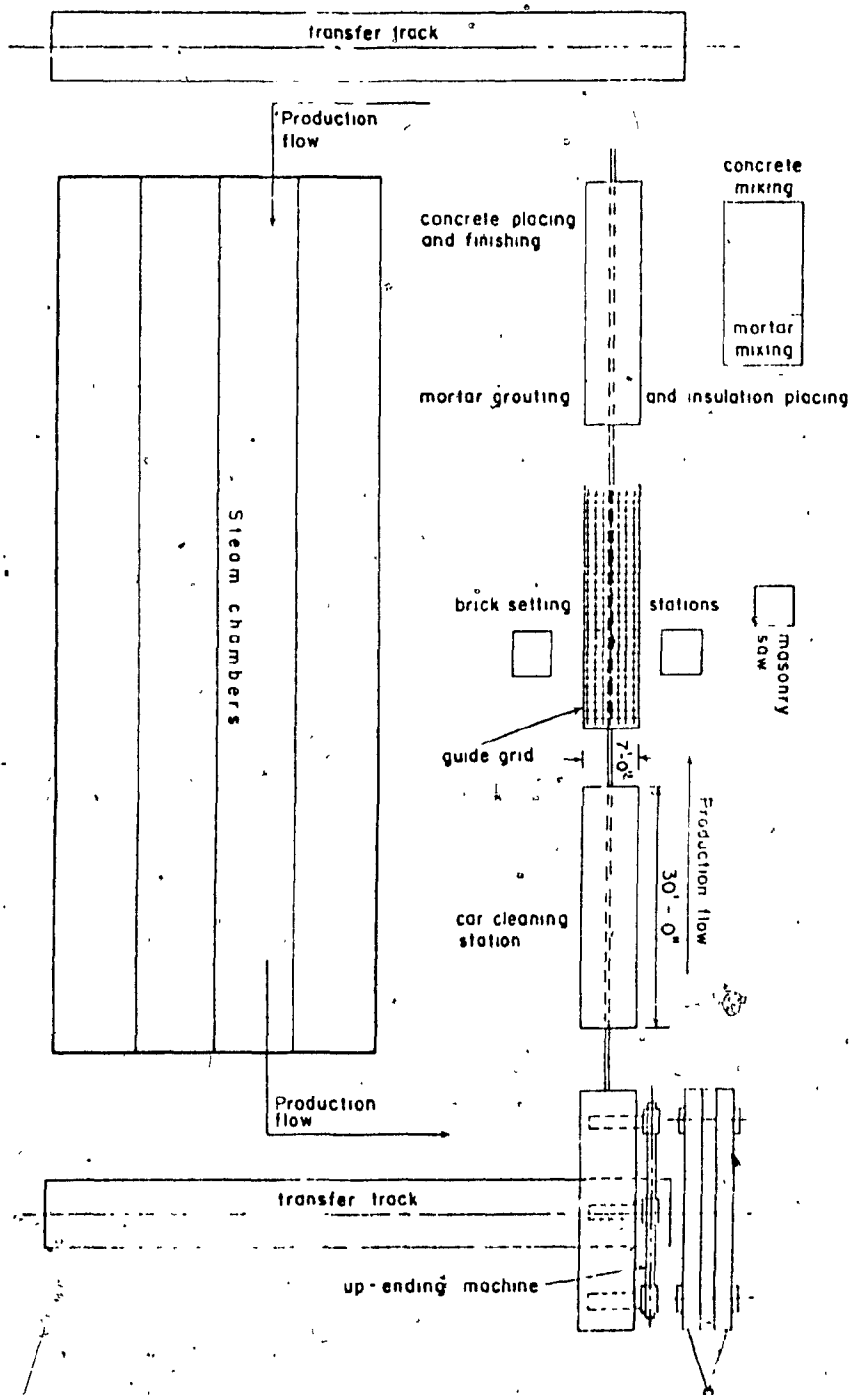 transfer track
Production
flow
concrete
mixing
concrete placing
and finishing
mortar
mixing
mortar grouting
and insulation placing
Steam chambers
brick setting
stations
masonry
saw
guide grid
7'-0"
Production flow
30'-0"
car cleaning
station
Production
flow
transfer track
up-ending machine